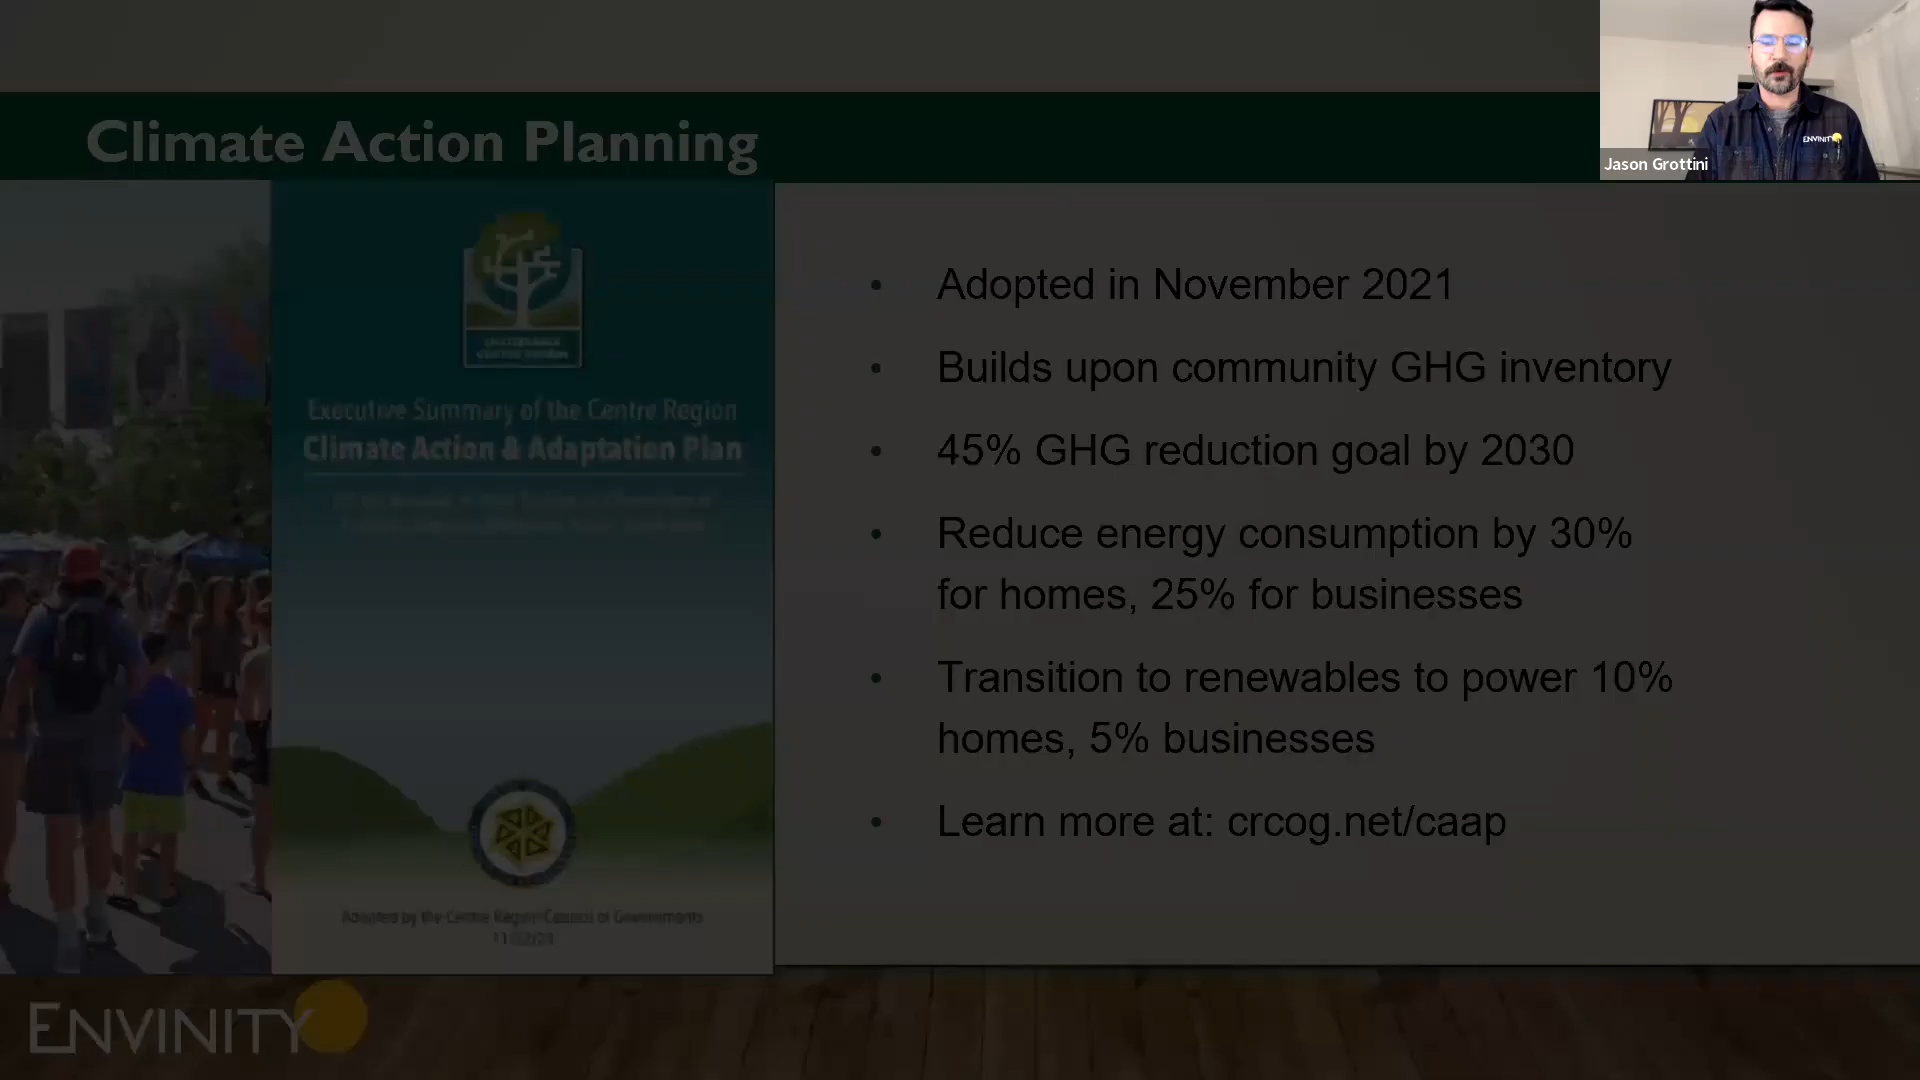 Climate Action Planning
ENVINITY
Jason Grottini
Executive Summary of the Centre Region
Climate Action & Adaptation Plan
Adopted by the Centre Region Council of Governments
• Adopted in November 2021
• Builds upon community GHG inventory
• 45% GHG reduction goal by 2030
• Reduce energy consumption by 30%
for homes, 25% for businesses
• Transition to renewables to power 10%
homes, 5% businesses
• Learn more at: crcog.net/caap
ENVINITY